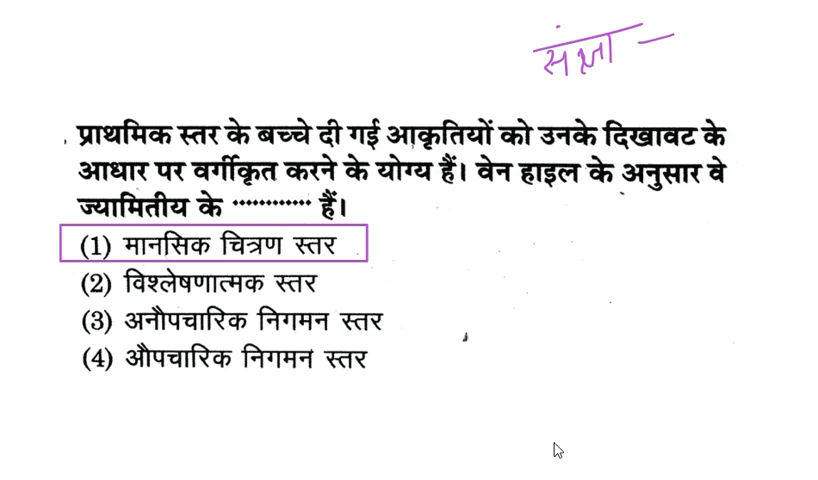 संज्ञा –
प्राथमिक स्तर के बच्चे दी गई आकृतियों को उनके दिखावट के
आधार पर वर्गीकृत करने के योग्य हैं। वेन हाइल के अनुसार वे
ज्यामितीय के ············ हैं।
(1) मानसिक चित्रण स्तर
(2) विश्लेषणात्मक स्तर
(3) अनौपचारिक निगमन स्तर
(4) औपचारिक निगमन स्तर